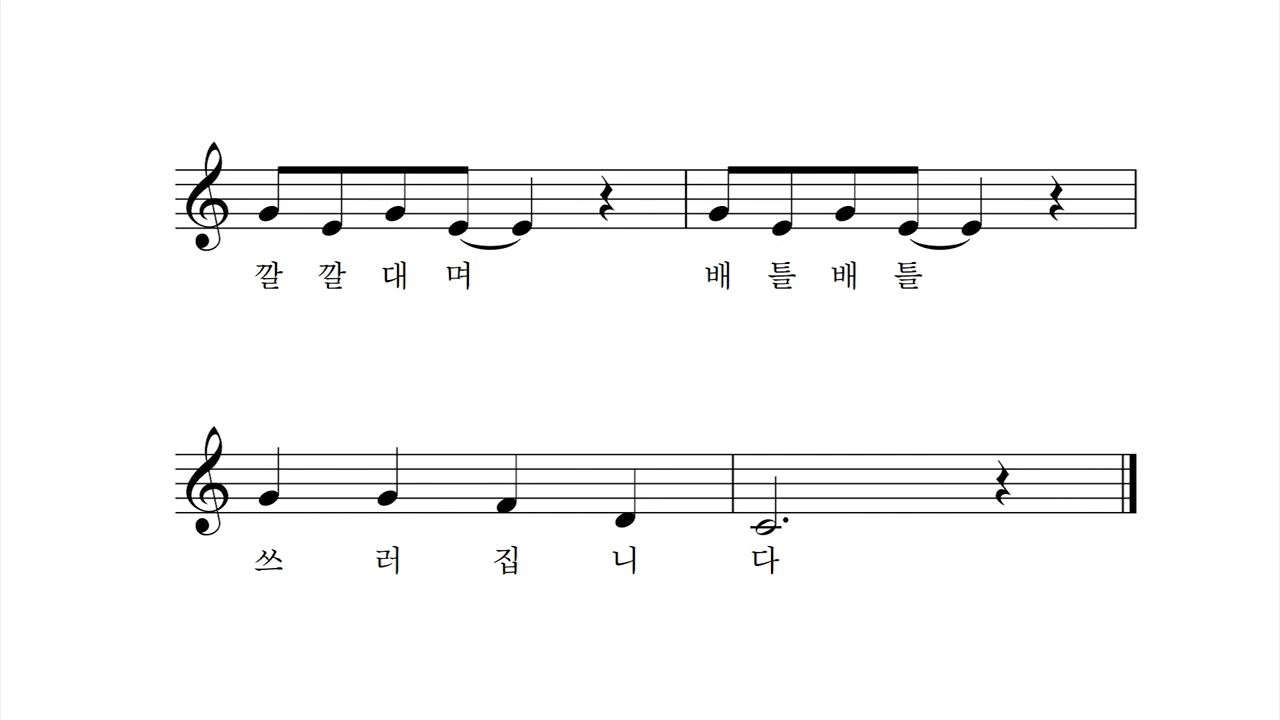 깔 깔 대 며 배 틀 배 틀
쓰 러 집 니 다